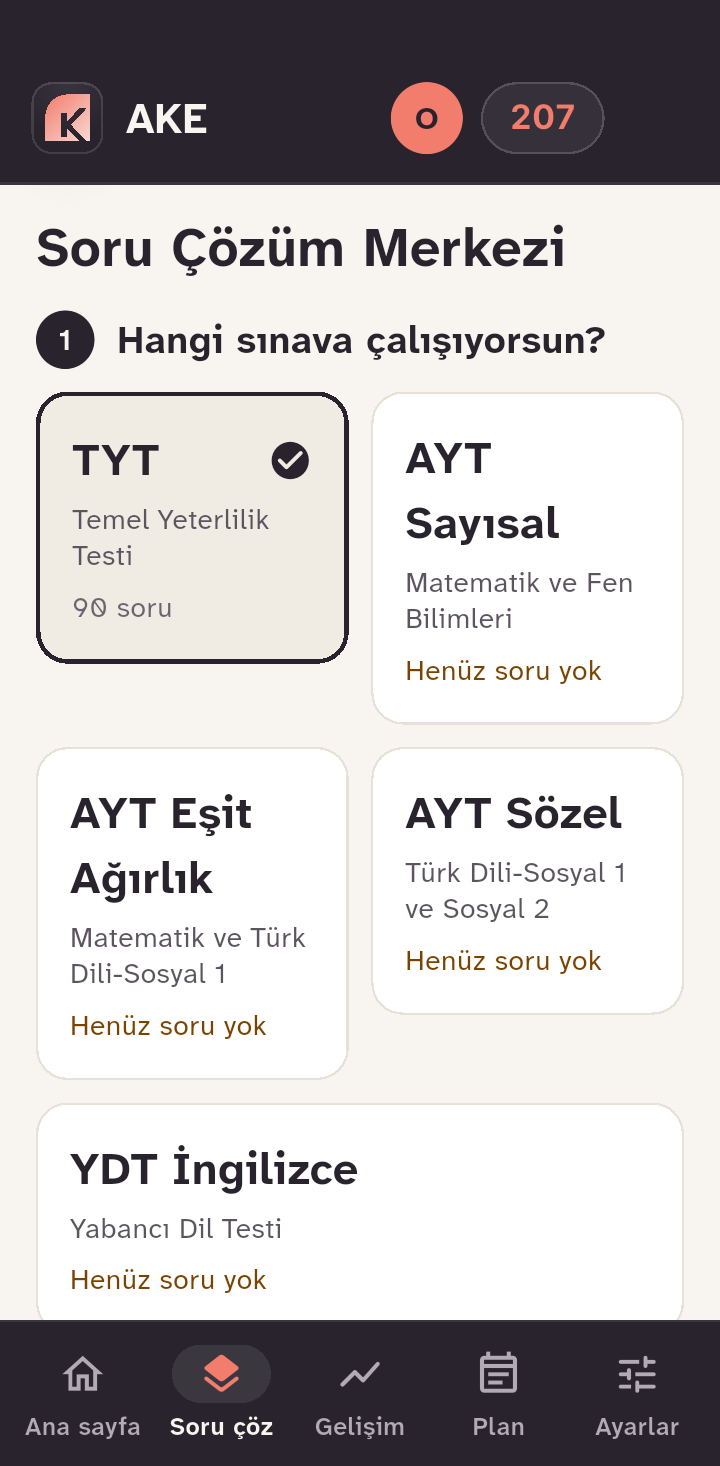 K AKE O 207
Soru Çözüm Merkezi
1 Hangi sınava çalışıyorsun?
TYT
Temel Yeterlilik
Testi
90 soru
AYT
Sayısal
Matematik ve Fen
Bilimleri
Henüz soru yok
AYT Eşit
Ağırlık
Matematik ve Türk
Dili-Sosyal 1
Henüz soru yok
AYT Sözel
Türk Dili-Sosyal 1
ve Sosyal 2
Henüz soru yok
YDT İngilizce
Yabancı Dil Testi
Henüz soru yok
Ana sayfa Soru çöz Gelişim Plan Ayarlar